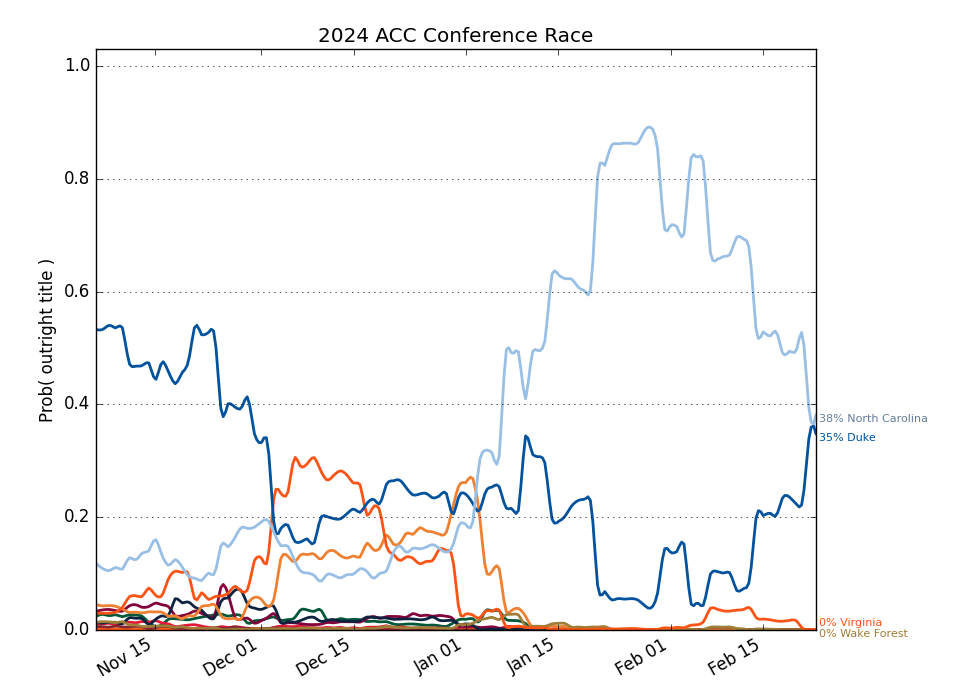 2024 ACC Conference Race
Prob( outright title )
1.0
0.8
0.6
0.4
0.2
0.0
38% North Carolina
35% Duke
0% Virginia
0% Wake Forest
Nov 15
Dec 01
Dec 15
Jan 01
Jan 15
Feb 01
Feb 15